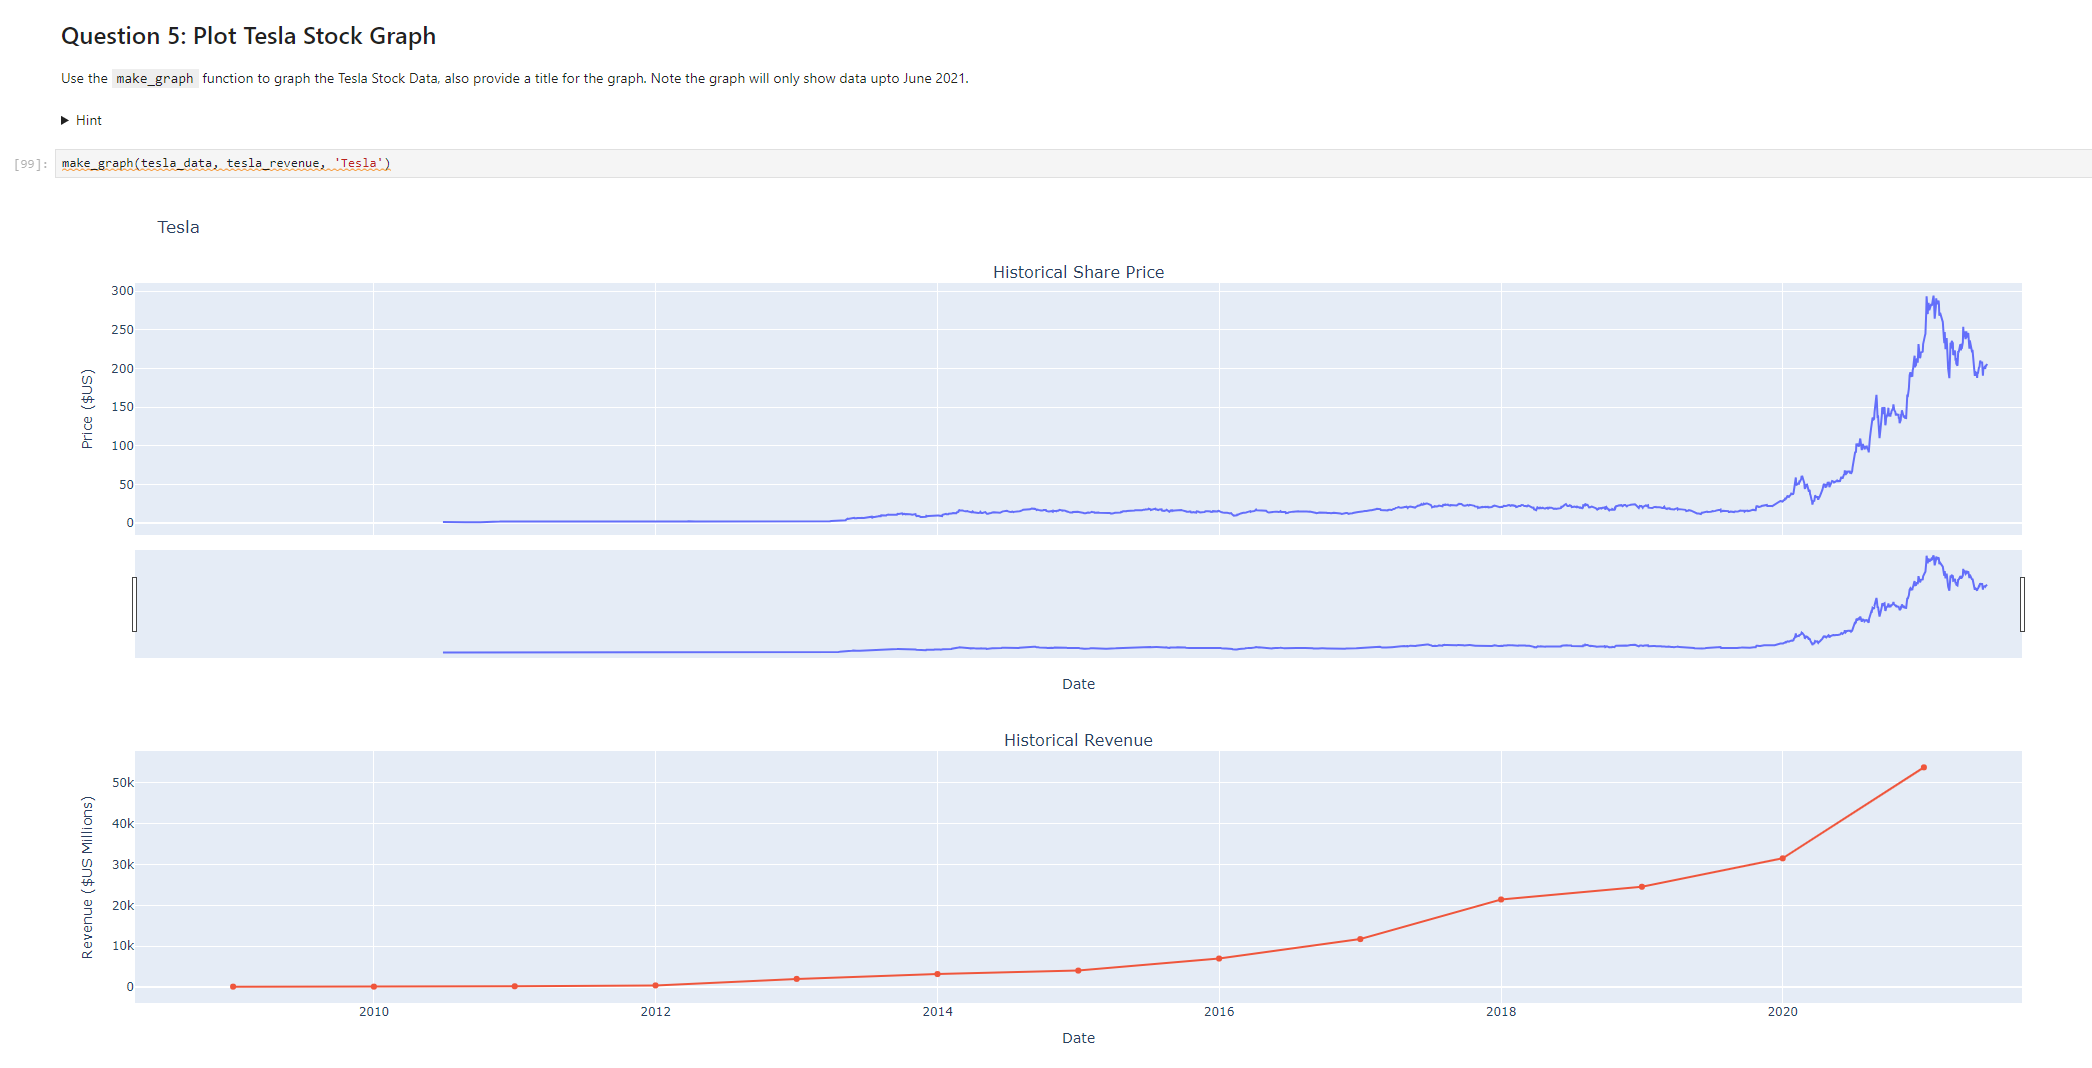 Question 5: Plot Tesla Stock Graph
Use the make_graph function to graph the Tesla Stock Data, also provide a title for the graph. Note the graph will only show data upto June 2021.
Hint
[99]: make_graph(tesla_data, tesla_revenue, 'Tesla')
Tesla
Historical Share Price
300
250
200
150
100
50
0
Price ($US)
Date
Historical Revenue
50k
40k
30k
20k
10k
0
Revenue ($US Millions)
2010 2012 2014 2016 2018 2020
Date